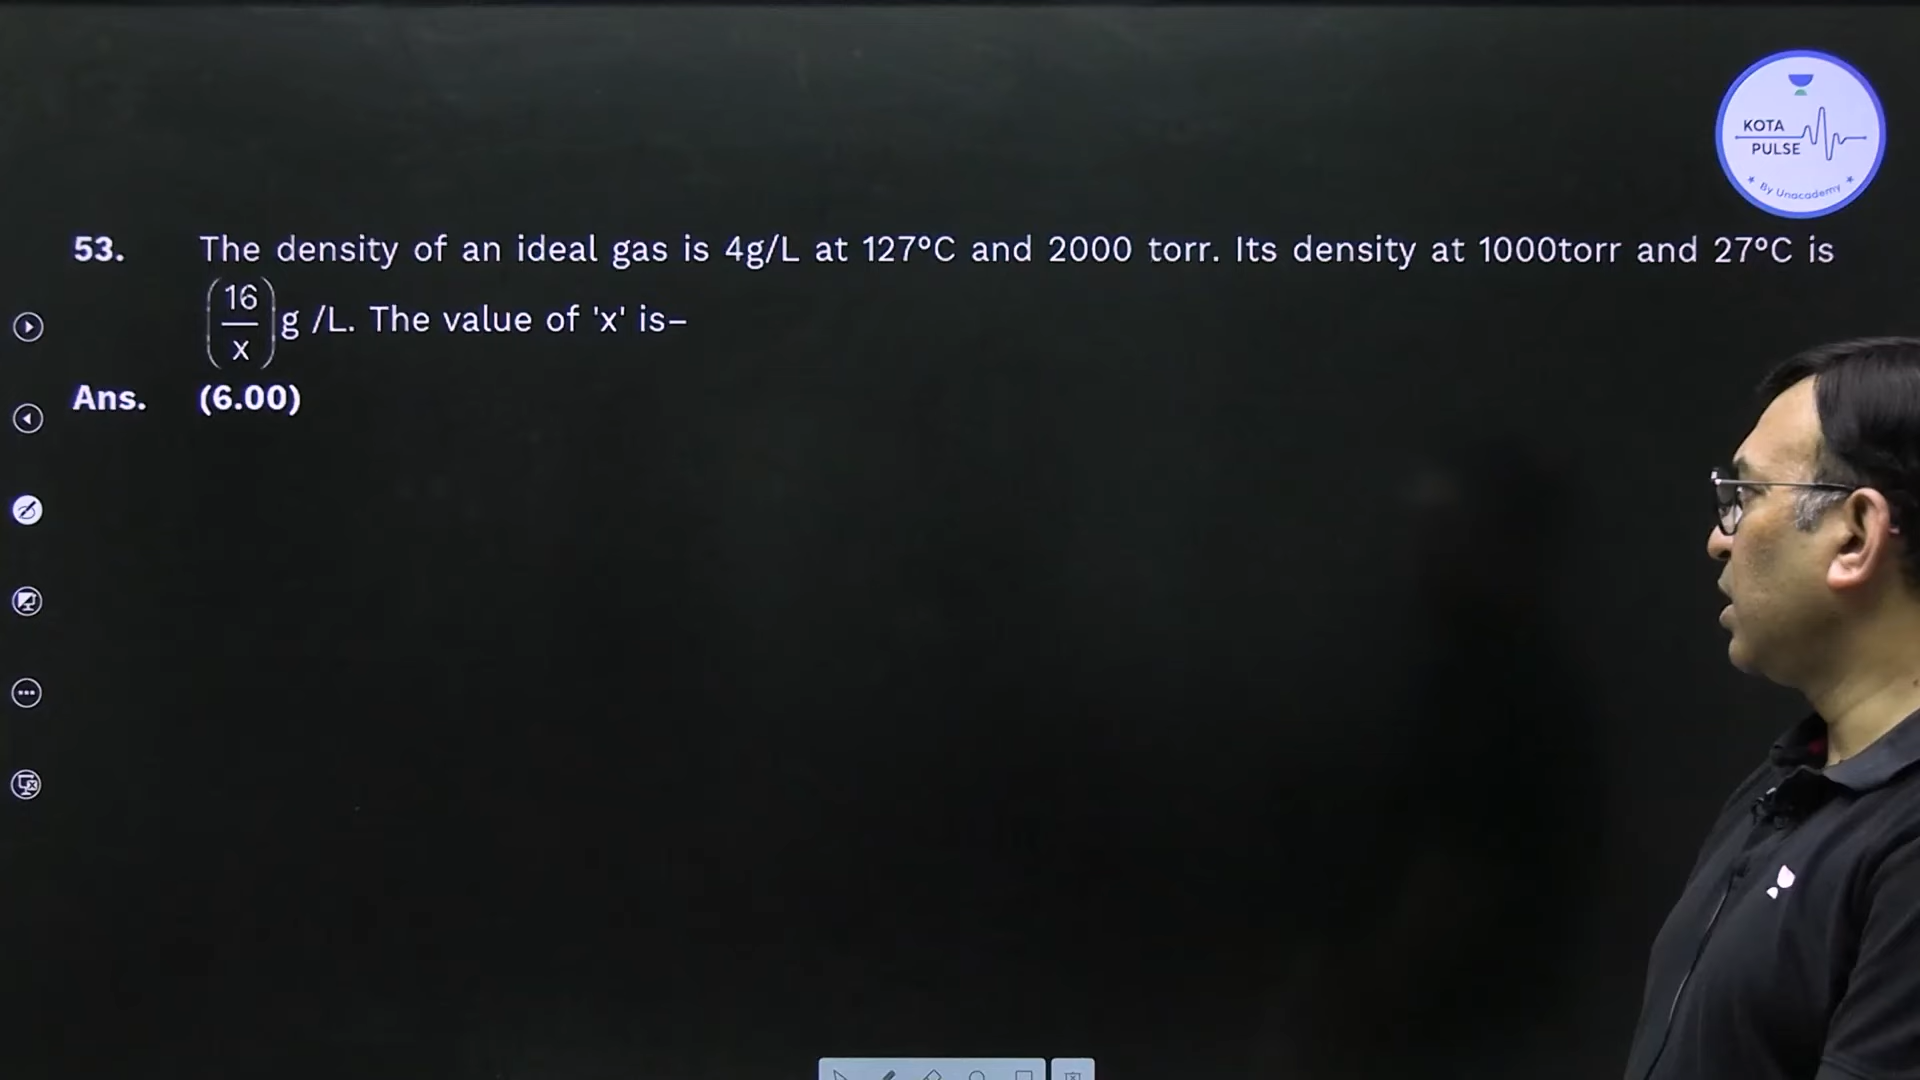 KOTA
PULSE
★ By Unacademy ★
53. The density of an ideal gas is 4g/L at 127°C and 2000 torr. Its density at 1000torr and 27°C is
(16/x) g /L. The value of 'x' is–
Ans. (6.00)